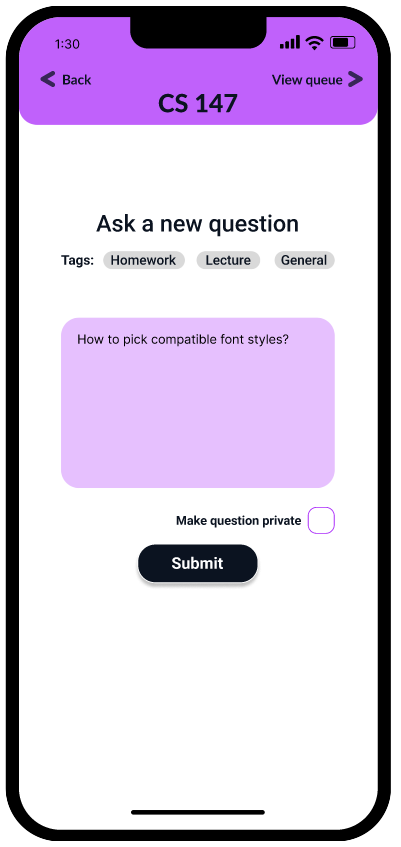 1:30
Back
View queue
CS 147
Ask a new question
Tags: Homework Lecture General
How to pick compatible font styles?
Make question private
Submit